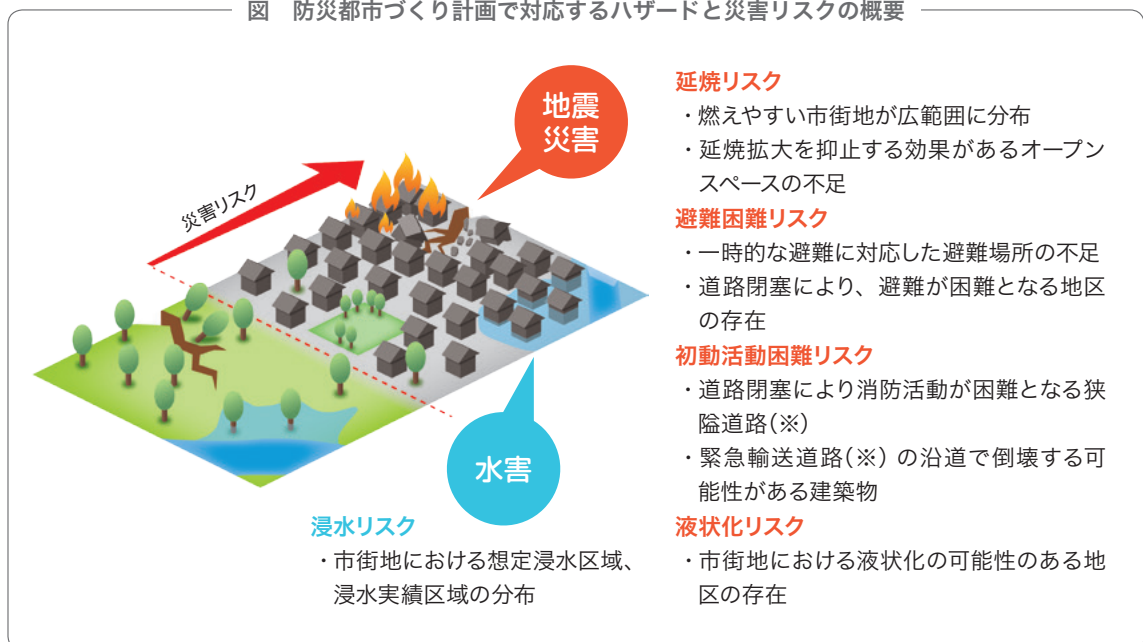 図 防災都市づくり計画で対応するハザードと災害リスクの概要
地震
災害
災害リスク
水害
浸水リスク
・市街地における想定浸水区域、
浸水実績区域の分布
延焼リスク
・燃えやすい市街地が広範囲に分布
・延焼拡大を抑止する効果があるオープン
スペースの不足
避難困難リスク
・一時的な避難に対応した避難場所の不足
・道路閉塞により、避難が困難となる地区
の存在
初動活動困難リスク
・道路閉塞により消防活動が困難となる狭
隘道路(※)
・緊急輸送道路(※)の沿道で倒壊する可
能性がある建築物
液状化リスク
・市街地における液状化の可能性のある地
区の存在